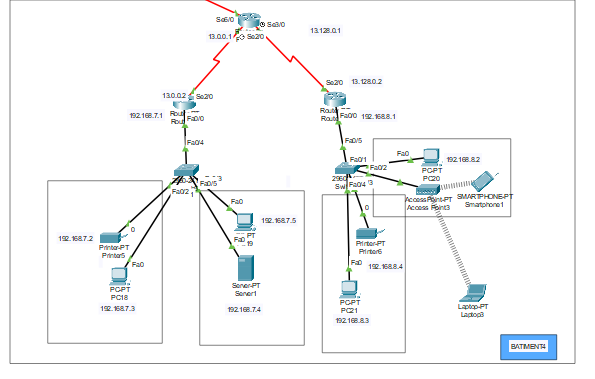 Se6/0
Se3/0
13.0.0.1
Se2/0
13.128.0.1
13.0.0.2
Se2/0
192.168.7.1
Fa0/0
Fa0/4
Se2/0
13.128.0.2
Fa0/0
192.168.8.1
Fa0/5
Fa0/2
Fa0/5
Fa0/1
Fa0/2
2960
Fa0/4
Fa0
PC-PT
PC20
192.168.8.2
Access Point3
SMARTPHONE-PT
Smartphone1
0
Printer-PT
Printer5
192.168.7.2
Fa0
PC-PT
PC18
192.168.7.3
Fa0
192.168.7.5
PT
19
Fa0
Server-PT
Server1
192.168.7.4
0
Printer-PT
Printer6
192.168.8.4
Fa0
PC-PT
PC21
192.168.8.3
Laptop-PT
Laptop3
BATIMENT4